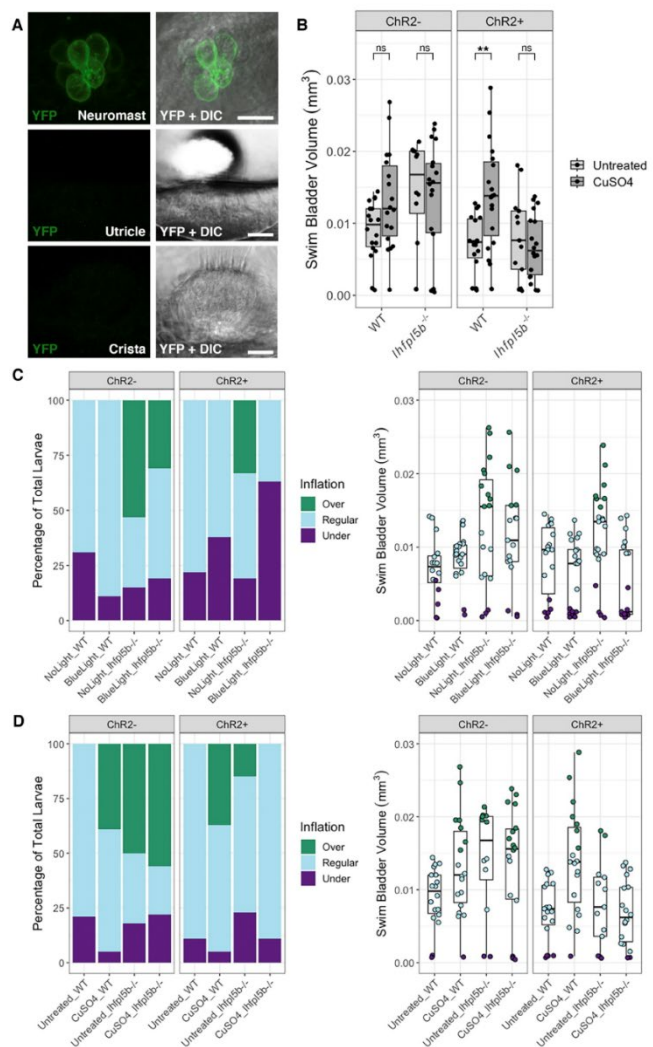 A
YFP
Neuromast
YFP + DIC
YFP
Utricle
YFP + DIC
YFP
Crista
YFP + DIC
B
ChR2-
ChR2+
ns
ns
**
ns
Swim Bladder Volume (mm³)
0.03
0.02
0.01
0.00
WT
lhfpl5b-/-
WT
lhfpl5b-/-
Untreated
CuSO4
C
ChR2-
ChR2+
Percentage of Total Larvae
100
75
50
25
0
NoLight_WT
BlueLight_WT
NoLight_lhfpl5b-/-
BlueLight_lhfpl5b-/-
NoLight_WT
BlueLight_WT
NoLight_lhfpl5b-/-
BlueLight_lhfpl5b-/-
Inflation
Over
Regular
Under
ChR2-
ChR2+
Swim Bladder Volume (mm³)
0.03
0.02
0.01
0.00
NoLight_WT
BlueLight_WT
NoLight_lhfpl5b-/-
BlueLight_lhfpl5b-/-
NoLight_WT
BlueLight_WT
NoLight_lhfpl5b-/-
BlueLight_lhfpl5b-/-
D
ChR2-
ChR2+
Percentage of Total Larvae
100
75
50
25
0
Untreated_WT
CuSO4_WT
Untreated_lhfpl5b-/-
CuSO4_lhfpl5b-/-
Untreated_WT
CuSO4_WT
Untreated_lhfpl5b-/-
CuSO4_lhfpl5b-/-
Inflation
Over
Regular
Under
ChR2-
ChR2+
Swim Bladder Volume (mm³)
0.03
0.02
0.01
0.00
Untreated_WT
CuSO4_WT
Untreated_lhfpl5b-/-
CuSO4_lhfpl5b-/-
Untreated_WT
CuSO4_WT
Untreated_lhfpl5b-/-
CuSO4_lhfpl5b-/-